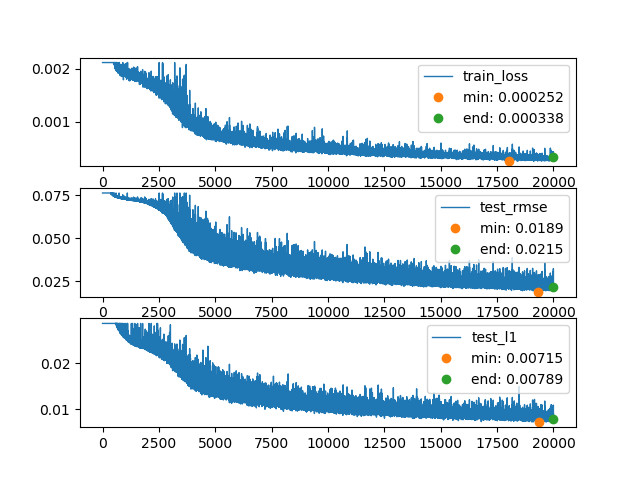 0.002
0.001
train_loss
min: 0.000252
end: 0.000338
0 2500 5000 7500 10000 12500 15000 17500 20000
0.075
0.050
0.025
test_rmse
min: 0.0189
end: 0.0215
0 2500 5000 7500 10000 12500 15000 17500 20000
0.02
0.01
test_l1
min: 0.00715
end: 0.00789
0 2500 5000 7500 10000 12500 15000 17500 20000